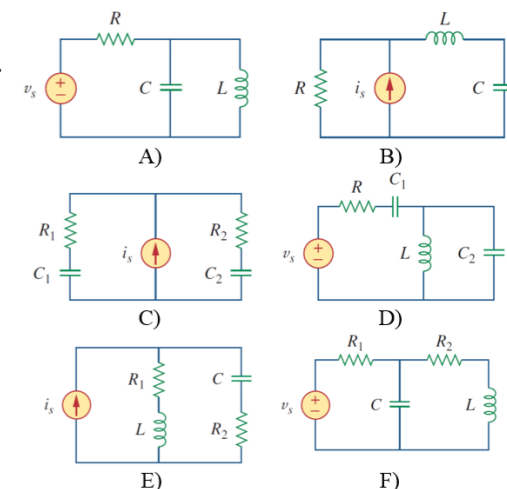 R
v_s
+
−
C
L
A)
L
R
i_s
C
B)
R_1
C_1
i_s
R_2
C_2
C)
R
C_1
v_s
+
−
L
C_2
D)
i_s
R_1
L
C
R_2
E)
R_1
R_2
v_s
+
−
C
L
F)